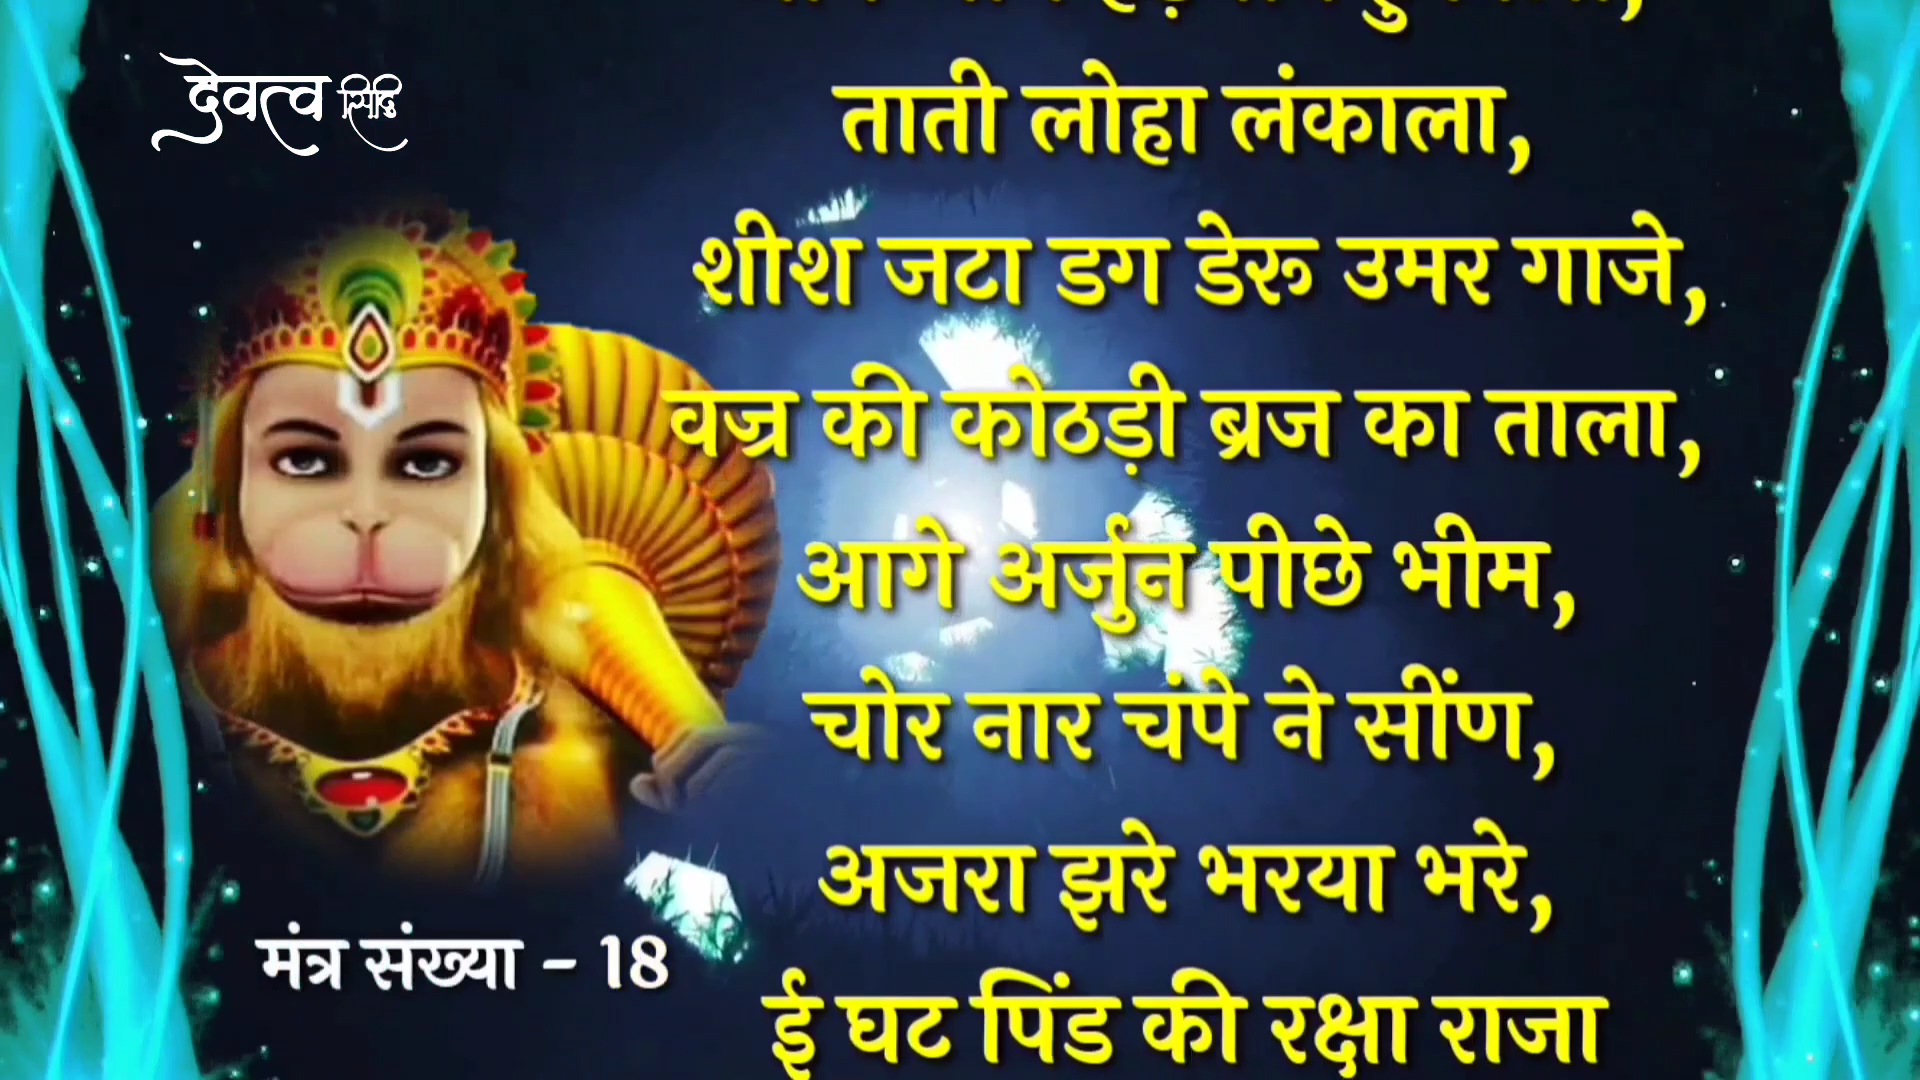 देवत्व सिद्धि
ताती लोहा लंकाला,
शीश जटा डग डेरू उमर गाजे,
वज्र की कोठड़ी ब्रज का ताला,
आगे अर्जुन पीछे भीम,
चोर नार चंपे ने सींण,
अजरा झरे भरया भरे,
ई घट पिंड की रक्षा राजा
मंत्र संख्या - 18